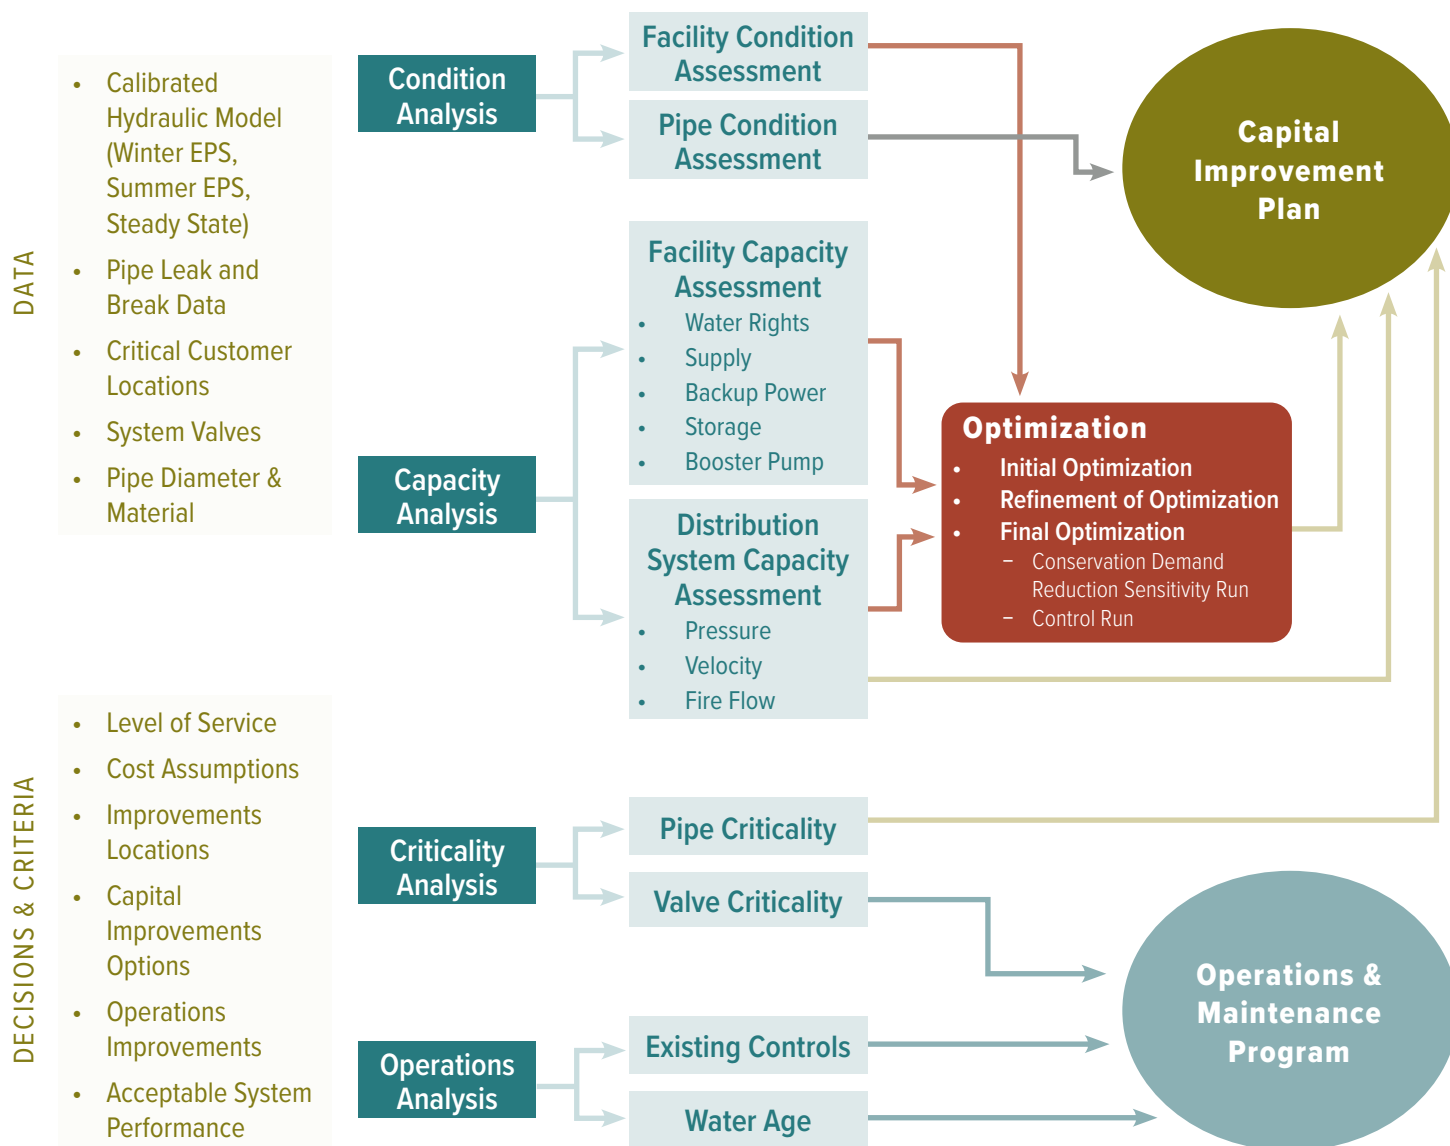 DATA
• Calibrated
Hydraulic Model
(Winter EPS,
Summer EPS,
Steady State)
• Pipe Leak and
Break Data
• Critical Customer
Locations
• System Valves
• Pipe Diameter &
Material
DECISIONS & CRITERIA
• Level of Service
• Cost Assumptions
• Improvements
Locations
• Capital
Improvements
Options
• Operations
Improvements
• Acceptable System
Performance
Condition
Analysis
Capacity
Analysis
Criticality
Analysis
Operations
Analysis
Facility Condition
Assessment
Pipe Condition
Assessment
Facility Capacity
Assessment
• Water Rights
• Supply
• Backup Power
• Storage
• Booster Pump
Distribution
System Capacity
Assessment
• Pressure
• Velocity
• Fire Flow
Pipe Criticality
Valve Criticality
Existing Controls
Water Age
Optimization
• Initial Optimization
• Refinement of Optimization
• Final Optimization
– Conservation Demand
Reduction Sensitivity Run
– Control Run
Capital
Improvement
Plan
Operations &
Maintenance
Program